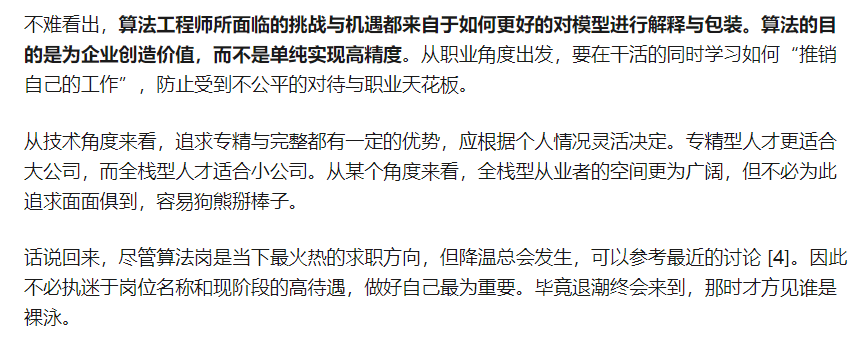 不难看出，算法工程师所面临的挑战与机遇都来自于如何更好的对模型进行解释与包装。算法的目
的是为企业创造价值，而不是单纯实现高精度。从职业角度出发，要在干活的同时学习如何“推销
自己的工作”，防止受到不公平的对待与职业天花板。
从技术角度来看，追求专精与完整都有一定的优势，应根据个人情况灵活决定。专精型人才更适合
大公司，而全栈型人才适合小公司。从某个角度来看，全栈型从业者的空间更为广阔，但不必为此
追求面面俱到，容易狗熊掰棒子。
话说回来，尽管算法岗是当下最火热的求职方向，但降温总会发生，可以参考最近的讨论 [4]。因此
不必执迷于岗位名称和现阶段的高待遇，做好自己最为重要。毕竟退潮终会来到，那时才方见谁是
裸泳。